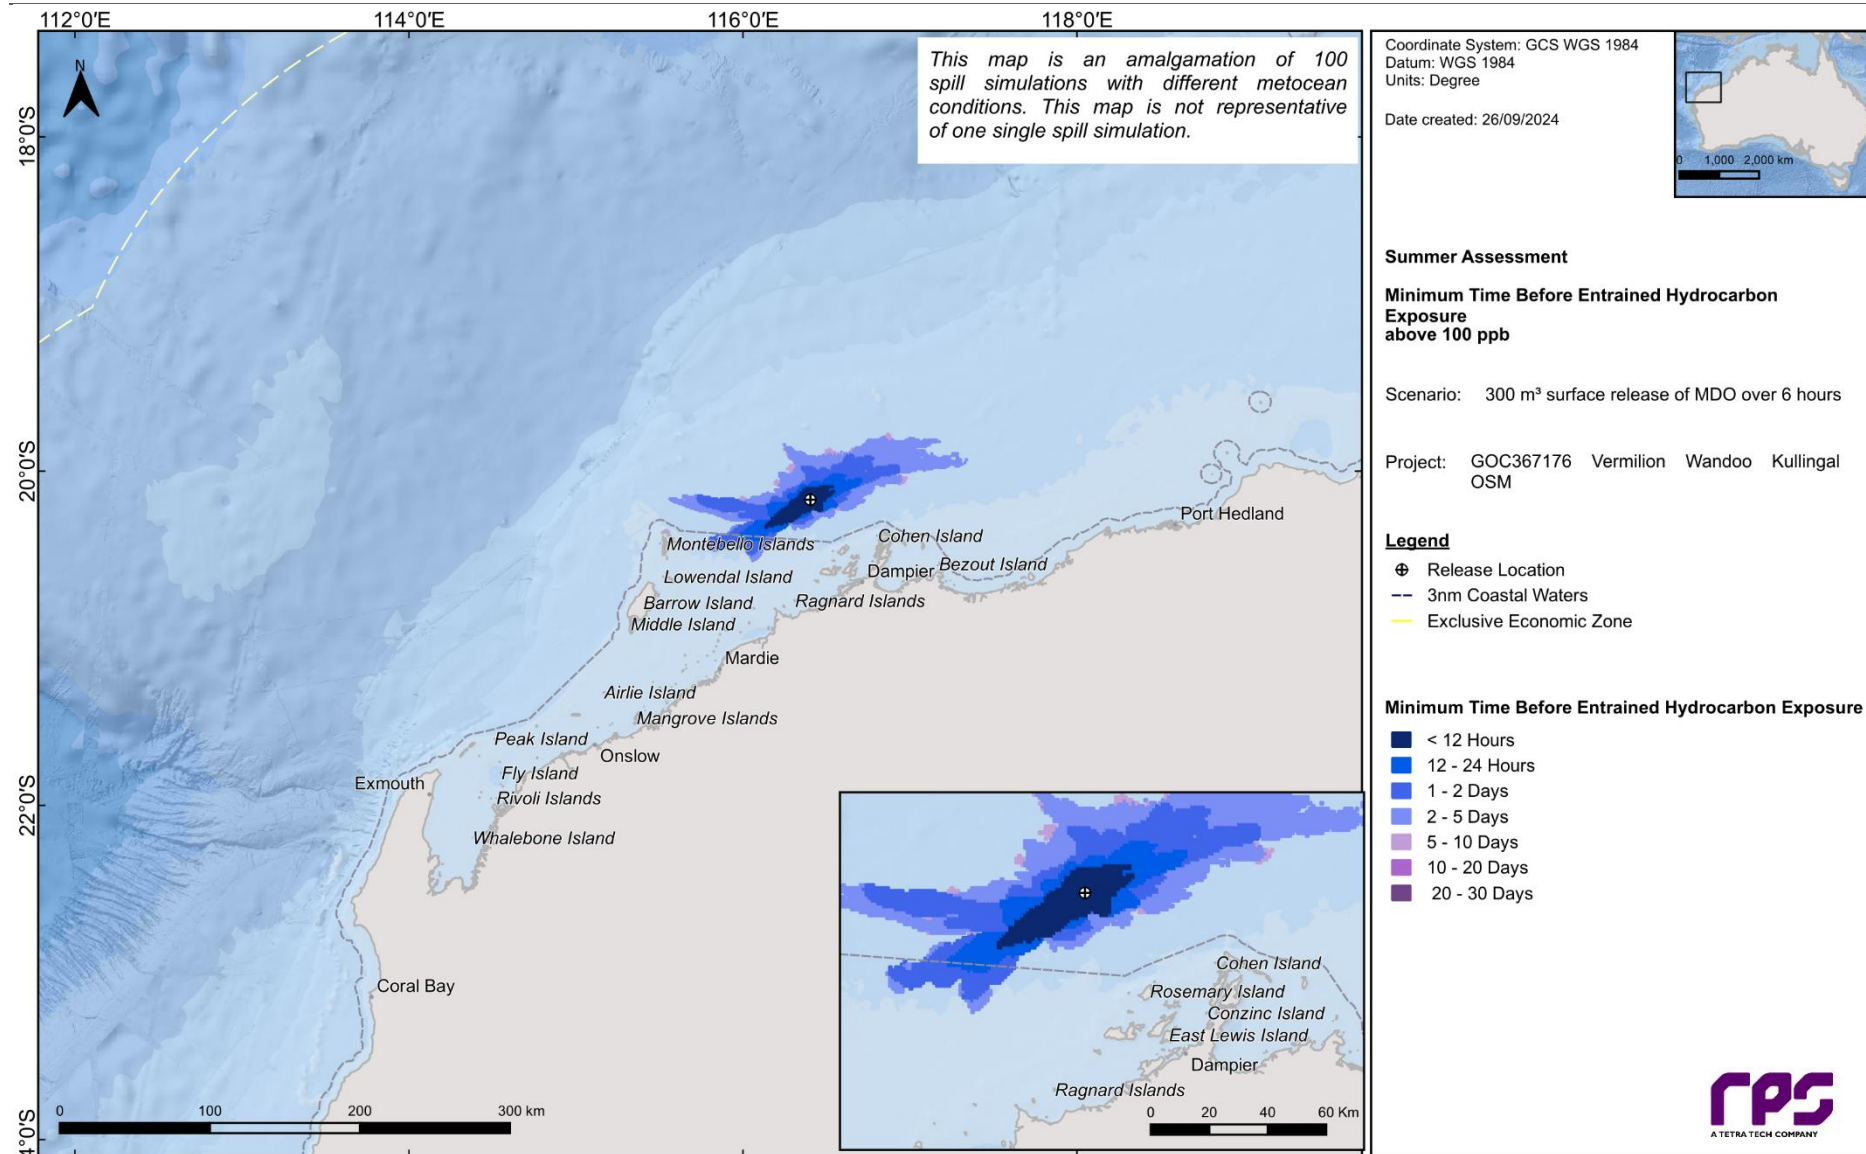 112°0'E
114°0'E
116°0'E
118°0'E
18°0'S
20°0'S
22°0'S
4°0'S
N
This map is an amalgamation of 100
spill simulations with different metocean
conditions. This map is not representative
of one single spill simulation.
Montebello Islands
Cohen Island
Port Hedland
Lowendal Island
Dampier
Bezout Island
Barrow Island
Ragnard Islands
Middle Island
Mardie
Airlie Island
Mangrove Islands
Peak Island
Onslow
Exmouth
Fly Island
Rivoli Islands
Whalebone Island
Coral Bay
0 100 200 300 km
Cohen Island
Rosemary Island
Conzinc Island
East Lewis Island
Dampier
Ragnard Islands
0 20 40 60 Km
Coordinate System: GCS WGS 1984
Datum: WGS 1984
Units: Degree
Date created: 26/09/2024
0 1,000 2,000 km
Summer Assessment
Minimum Time Before Entrained Hydrocarbon
Exposure
above 100 ppb
Scenario: 300 m³ surface release of MDO over 6 hours
Project: GOC367176 Vermilion Wandoo Kullingal
OSM
Legend
Release Location
3nm Coastal Waters
Exclusive Economic Zone
Minimum Time Before Entrained Hydrocarbon Exposure
< 12 Hours
12 - 24 Hours
1 - 2 Days
2 - 5 Days
5 - 10 Days
10 - 20 Days
20 - 30 Days
rps
A TETRA TECH COMPANY